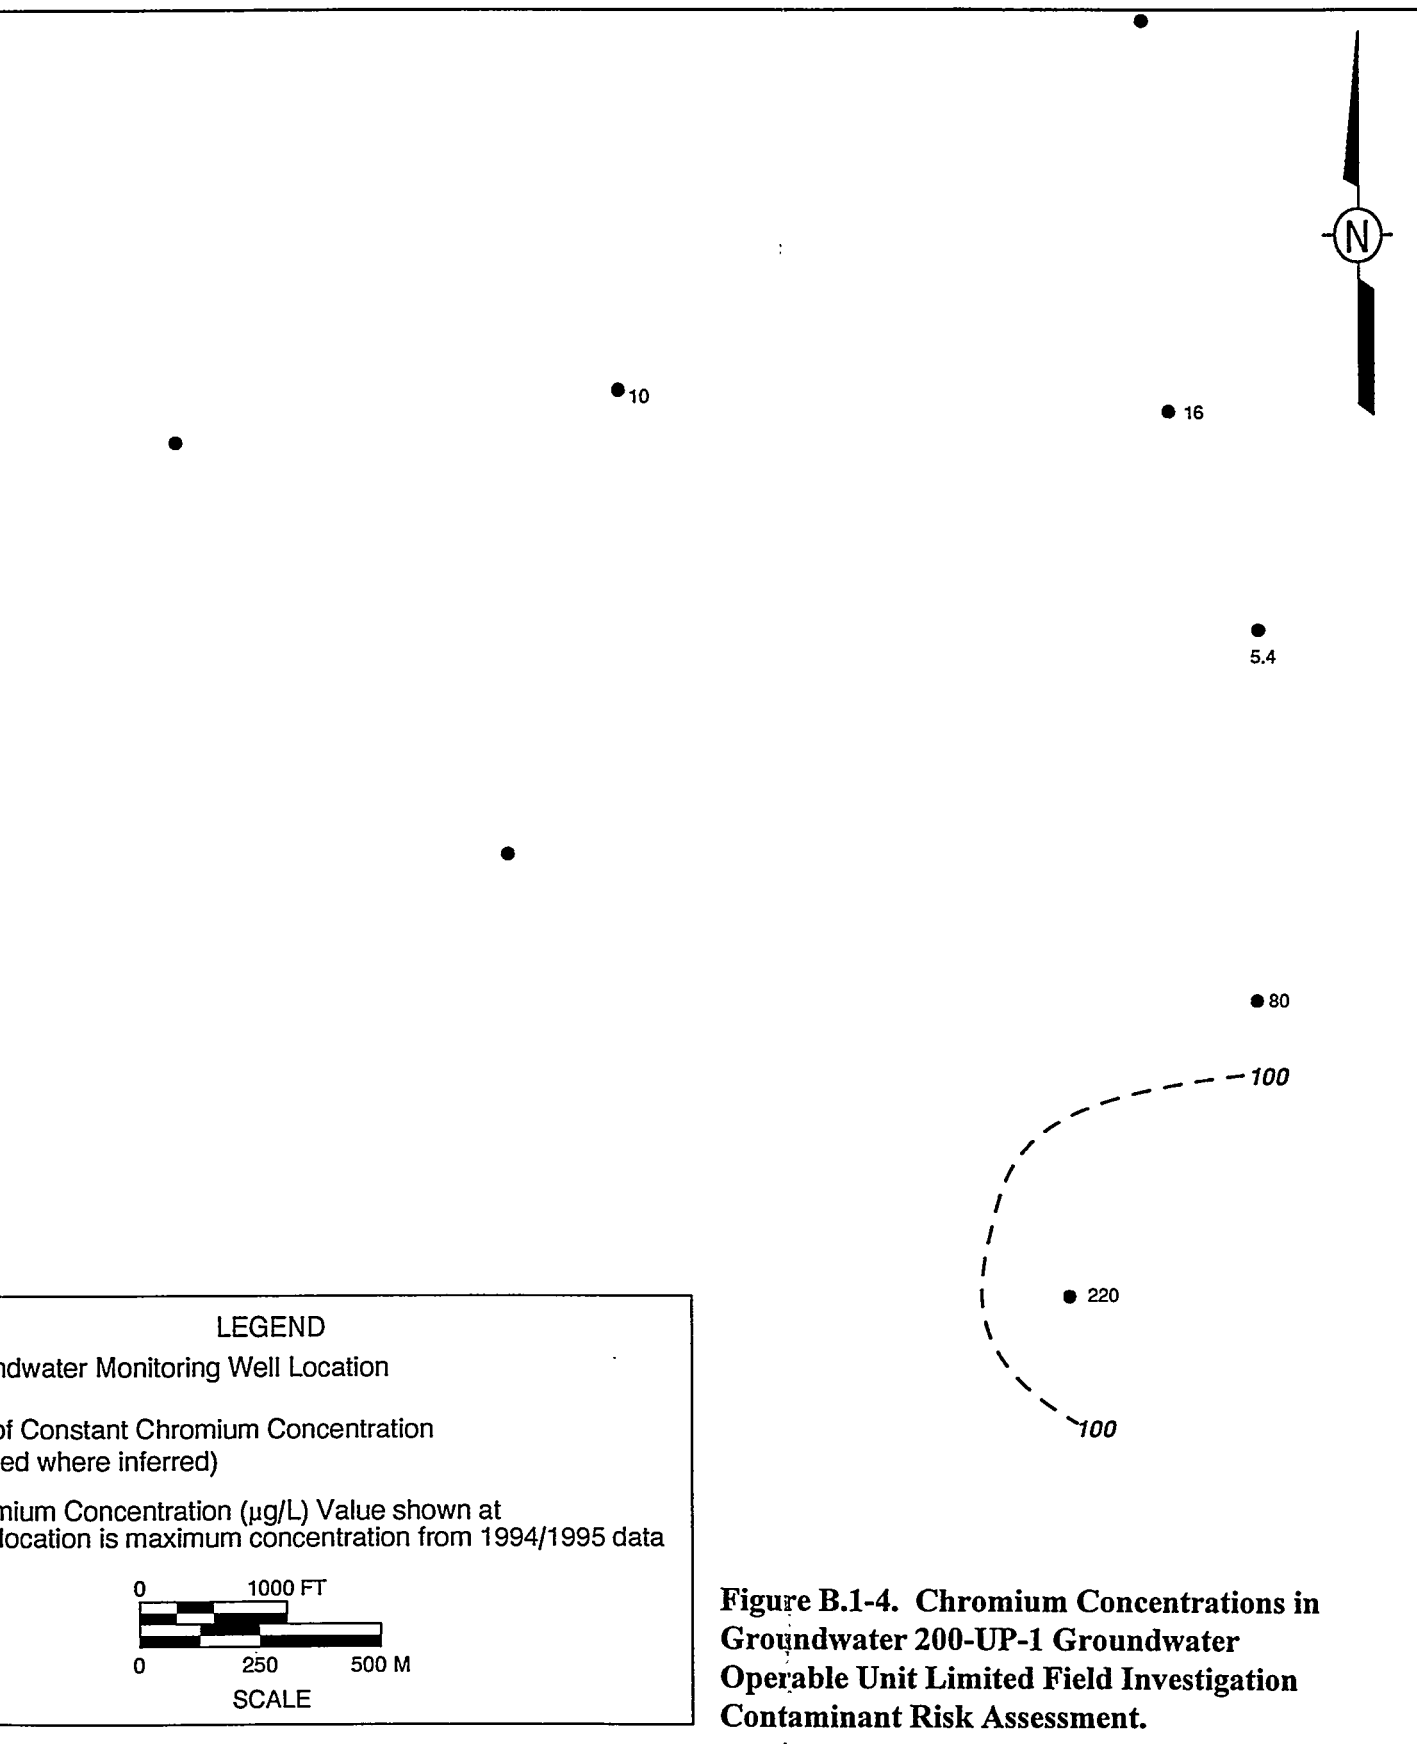 N
10
16
5.4
80
100
220
100
LEGEND
ndwater Monitoring Well Location
of Constant Chromium Concentration
ed where inferred)
mium Concentration (µg/L) Value shown at
location is maximum concentration from 1994/1995 data
0 1000 FT
0 250 500 M
SCALE
Figure B.1-4. Chromium Concentrations in
Groundwater 200-UP-1 Groundwater
Operable Unit Limited Field Investigation
Contaminant Risk Assessment.